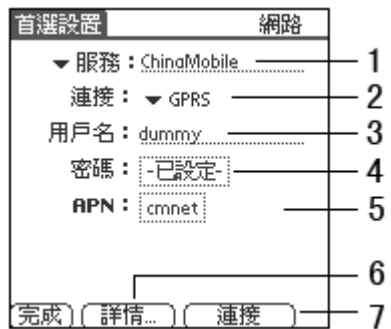 首選設置 網路
服務：ChinaMobile 1
連接： GPRS 2
用戶名：dummy 3
密碼： -已設定- 4
APN： cmnet 5
6
完成 詳情... 連接 7